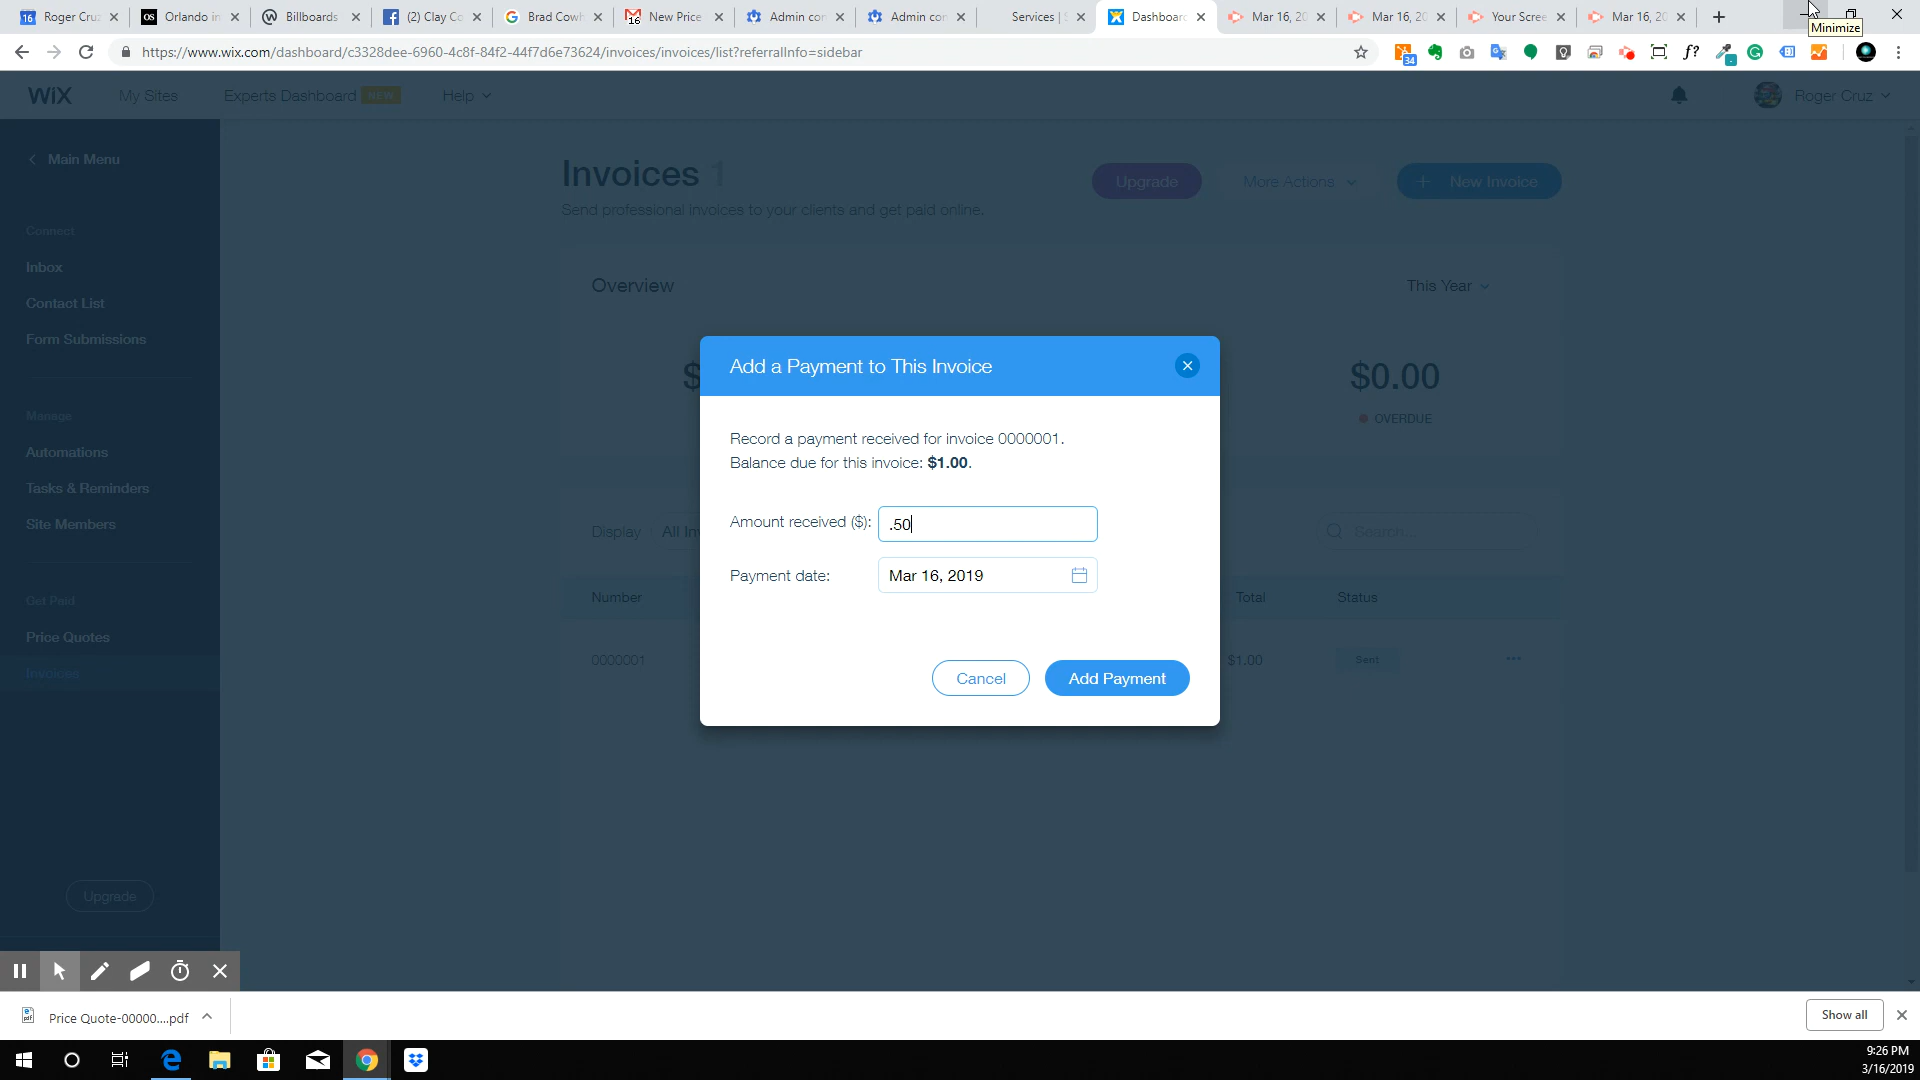 16 Roger Cru
OS Orlando in
Billboards
(2) Clay Co
Brad Cowh
16 New Price
Admin con
Admin con
Services |
Dashboard
Mar 16, 20
Mar 16, 20
Your Scree
Mar 16, 20
Minimize
https://www.wix.com/dashboard/c3328dee-6960-4c8f-84f2-44f7d6e73624/invoices/invoices/list?referralInfo=sidebar
34
f?
WiX
My Sites
Experts Dashboard NEW
Help
Roger Cruz
Main Menu
Connect
Inbox
Contact List
Form Submissions
Manage
Automations
Tasks & Reminders
Site Members
Get Paid
Price Quotes
Invoices
Upgrade
Invoices 1
Send professional invoices to your clients and get paid online.
Upgrade
More Actions
+ New Invoice
Overview
This Year
$
$0.00
OVERDUE
Add a Payment to This Invoice
Record a payment received for invoice 0000001.
Balance due for this invoice: $1.00.
Amount received ($): .50
Payment date: Mar 16, 2019
Cancel
Add Payment
Display All Inv
Search...
Number
Total
Status
0000001
$1.00
Sent
Price Quote-00000....pdf
Show all
9:26 PM
3/16/2019